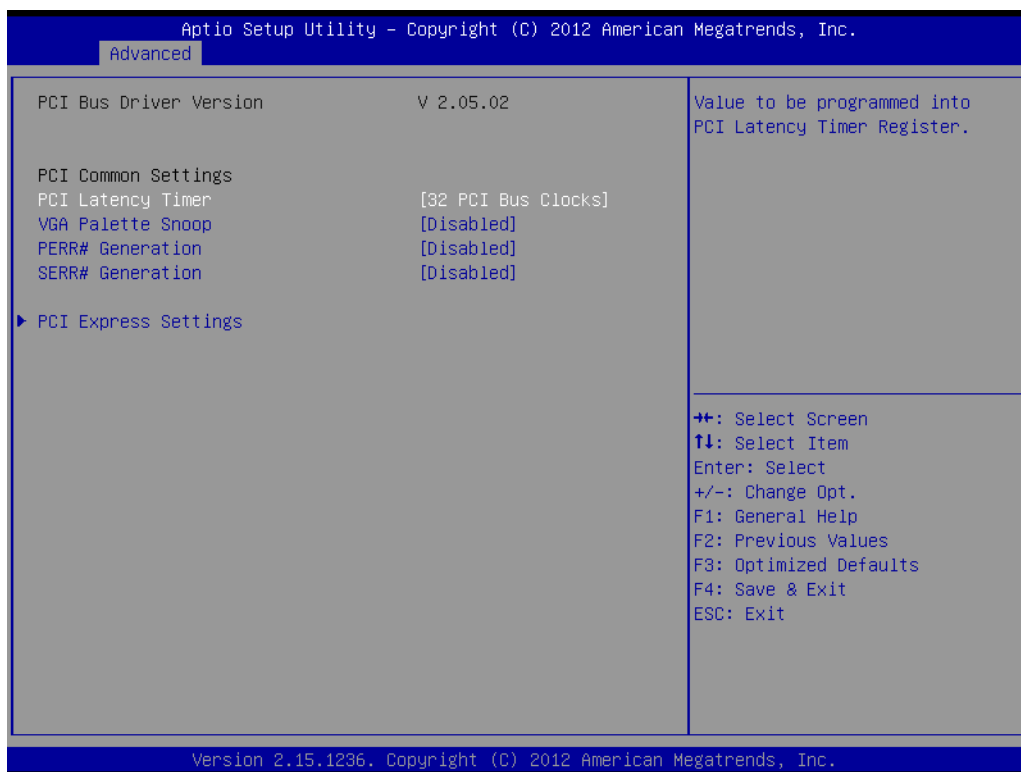 Aptio Setup Utility – Copyright (C) 2012 American Megatrends, Inc.
Advanced
PCI Bus Driver Version V 2.05.02
PCI Common Settings
PCI Latency Timer [32 PCI Bus Clocks]
VGA Palette Snoop [Disabled]
PERR# Generation [Disabled]
SERR# Generation [Disabled]
▶ PCI Express Settings
Value to be programmed into
PCI Latency Timer Register.
→←: Select Screen
↑↓: Select Item
Enter: Select
+/-: Change Opt.
F1: General Help
F2: Previous Values
F3: Optimized Defaults
F4: Save & Exit
ESC: Exit
Version 2.15.1236. Copyright (C) 2012 American Megatrends, Inc.